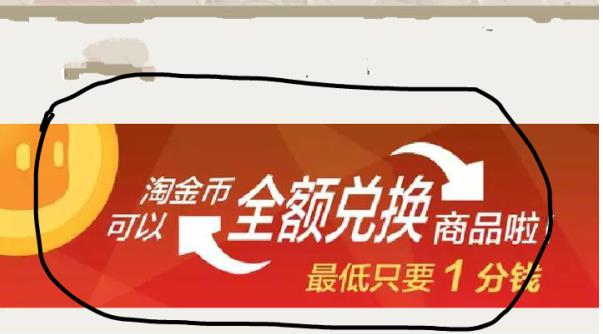 淘金币
可以
全额兑换
商品啦
最低只要1分钱